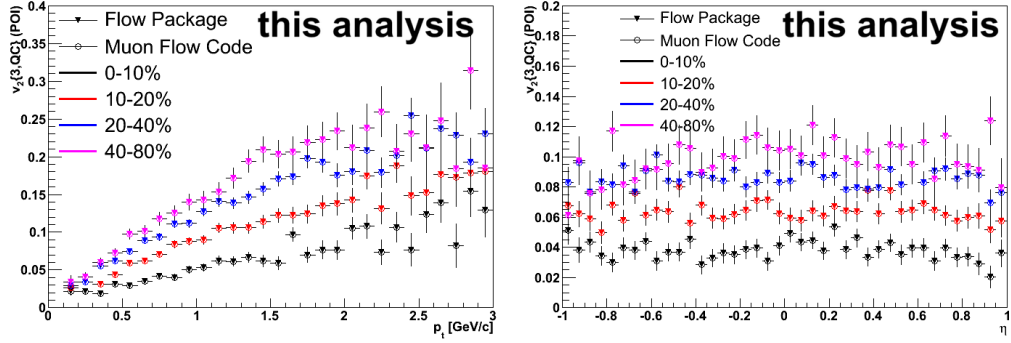 this analysis
v2{3,QC} (POI)
Flow Package
Muon Flow Code
0-10%
10-20%
20-40%
40-80%
0.4
0.35
0.3
0.25
0.2
0.15
0.1
0.05
0
0 0.5 1 1.5 2 2.5 3
pt [GeV/c]
this analysis
v2{3,QC} (POI)
Flow Package
Muon Flow Code
0-10%
10-20%
20-40%
40-80%
0.2
0.18
0.16
0.14
0.12
0.1
0.08
0.06
0.04
0.02
0
-1 -0.8 -0.6 -0.4 -0.2 0 0.2 0.4 0.6 0.8 1
η